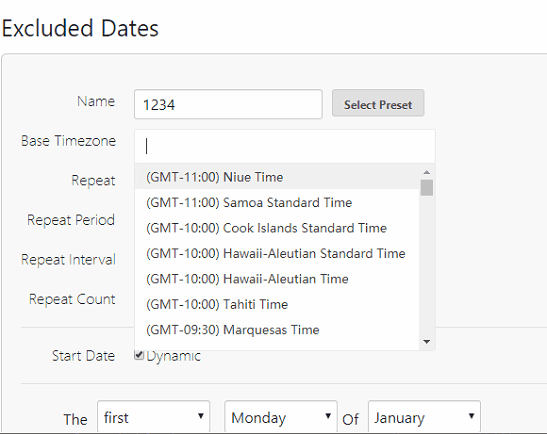 Excluded Dates
Name 1234 Select Preset
Base Timezone
(GMT-11:00) Niue Time
Repeat
(GMT-11:00) Samoa Standard Time
Repeat Period (GMT-10:00) Cook Islands Standard Time
(GMT-10:00) Hawaii-Aleutian Standard Time
Repeat Interval
(GMT-10:00) Hawaii-Aleutian Time
Repeat Count (GMT-10:00) Tahiti Time
(GMT-09:30) Marquesas Time
Start Date Dynamic
The first Monday Of January